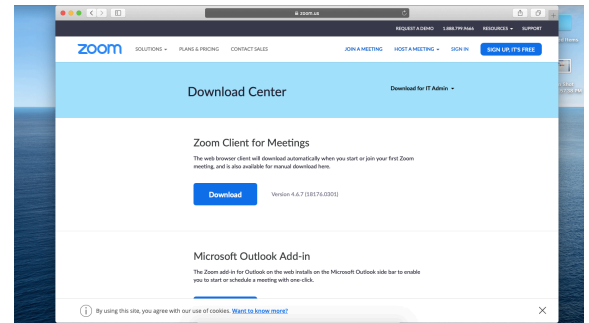 zoom.us
REQUEST A DEMO 1.888.799.9666 RESOURCES SUPPORT
zoom SOLUTIONS PLANS & PRICING CONTACT SALES JOIN A MEETING HOST A MEETING SIGN IN SIGN UP, IT'S FREE
Download Center
Download for IT Admin
Zoom Client for Meetings
The web browser client will download automatically when you start or join your first Zoom
meeting, and is also available for manual download here.
Download Version 4.6.7 (18176.0301)
Microsoft Outlook Add-in
The Zoom add-in for Outlook on the web installs on the Microsoft Outlook side bar to enable
you to start or schedule a meeting with one-click.
By using this site, you agree with our use of cookies. Want to know more?